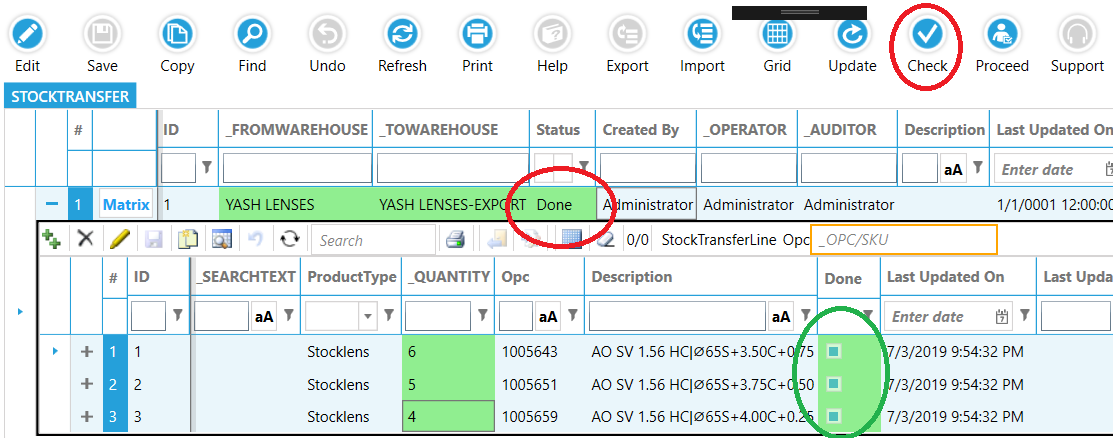 Edit Save Copy Find Undo Refresh Print Help Export Import Grid Update Check Proceed Support
STOCKTRANSFER
# ID _FROMWAREHOUSE _TOWAREHOUSE Status Created By _OPERATOR _AUDITOR Description Last Updated On
aA Enter date
1 Matrix 1 YASH LENSES YASH LENSES-EXPORT Done Administrator Administrator Administrator 1/1/0001 12:00:00
Search 0/0 StockTransferLine Opc _OPC/SKU
# ID _SEARCHTEXT ProductType _QUANTITY Opc Description Done Last Updated On Last Upda
aA aA aA Enter date 7
1 1 Stocklens 6 1005643 AO SV 1.56 HC|Ø65S+3.50C+0.75 7/3/2019 9:54:32 PM
2 2 Stocklens 5 1005651 AO SV 1.56 HC|Ø65S+3.75C+0.50 7/3/2019 9:54:32 PM
3 3 Stocklens 4 1005659 AO SV 1.56 HC|Ø65S+4.00C+0.25 7/3/2019 9:54:32 PM